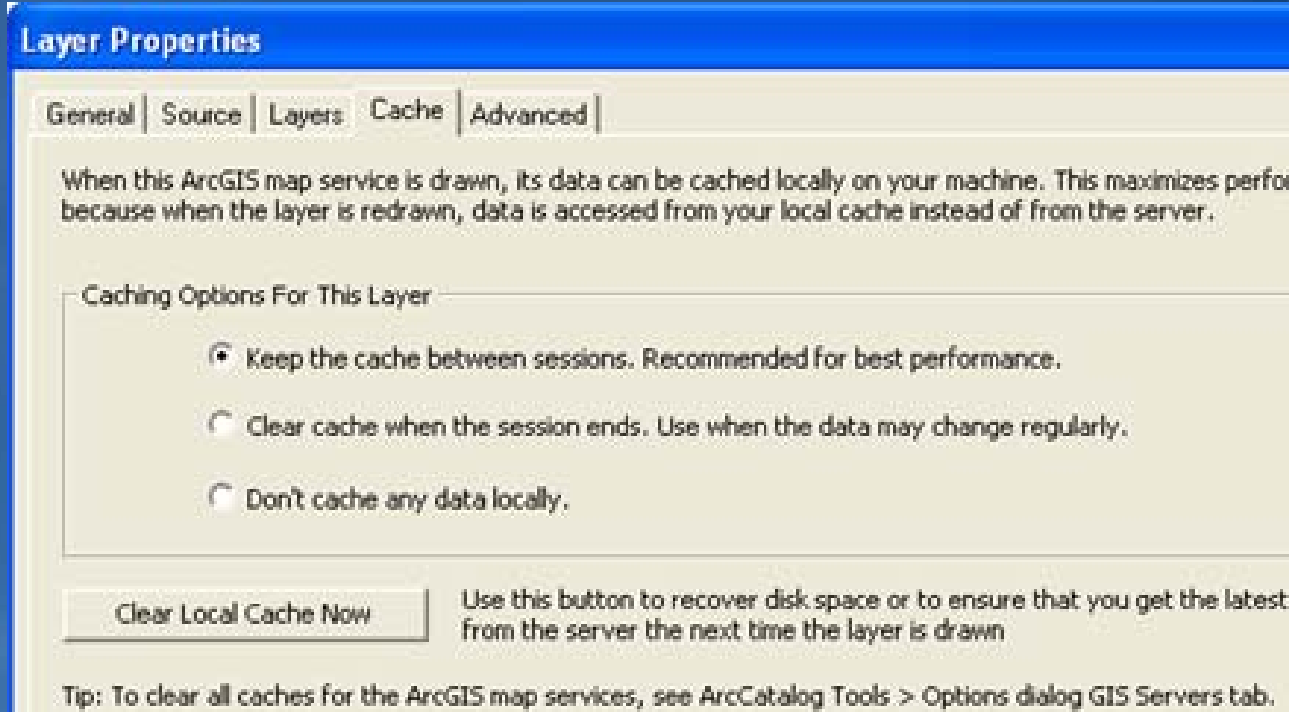 Layer Properties
General Source Layers Cache Advanced
When this ArcGIS map service is drawn, its data can be cached locally on your machine. This maximizes
because when the layer is redrawn, data is accessed from your local cache instead of from the server.
Caching Options For This Layer
Keep the cache between sessions. Recommended for best performance.
Clear cache when the session ends. Use when the data may change regularly.
Don't cache any data locally.
Clear Local Cache Now
Use this button to recover disk space or to ensure that you get the latest
from the server the next time the layer is drawn
Tip: To clear all caches for the ArcGIS map services, see ArcCatalog Tools > Options dialog GIS Servers tab.